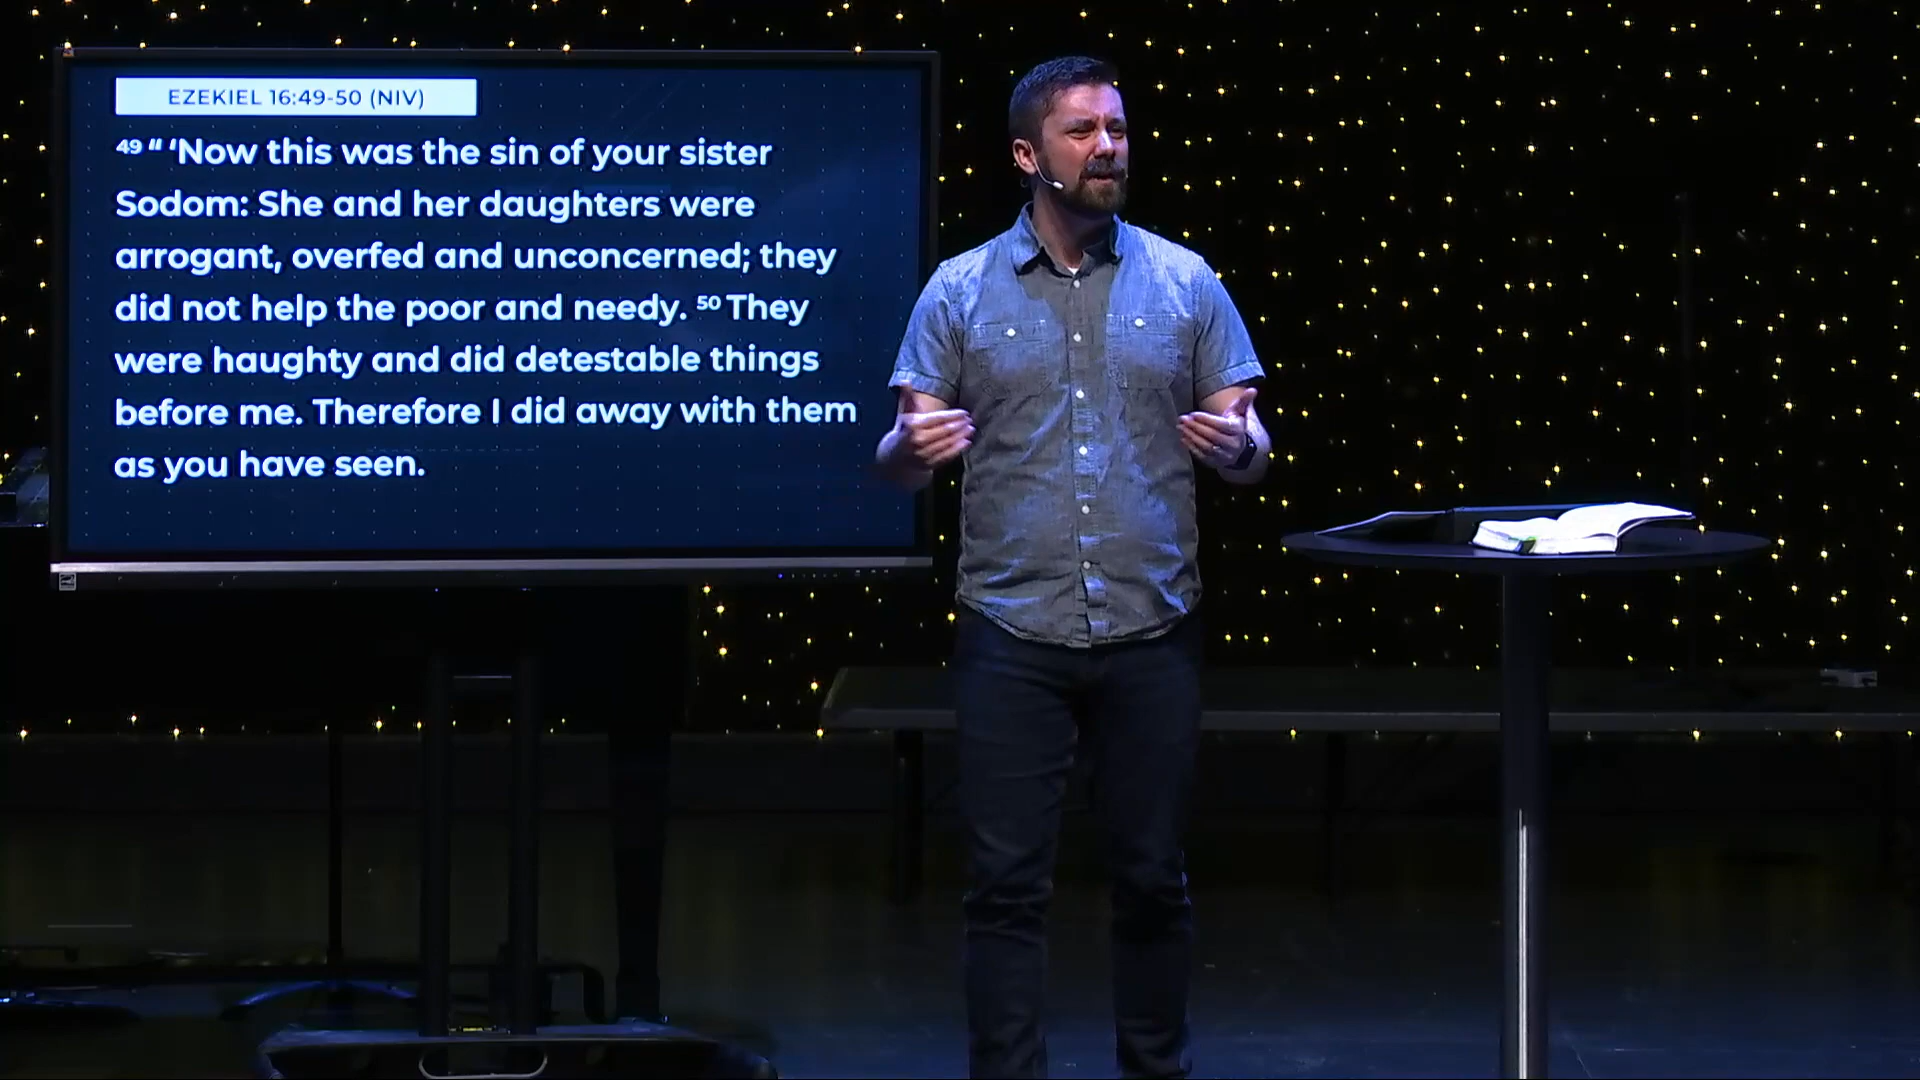 EZEKIEL 16:49-50 (NIV)
49 “ ‘Now this was the sin of your sister
Sodom: She and her daughters were
arrogant, overfed and unconcerned; they
did not help the poor and needy. 50 They
were haughty and did detestable things
before me. Therefore I did away with them
as you have seen.